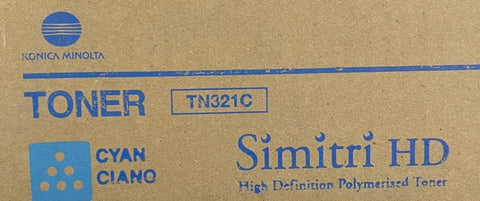 KONICA MINOLTA
TONER TN321C
CYAN
CIANO
Simitri HD
High Definition Polymerized Toner